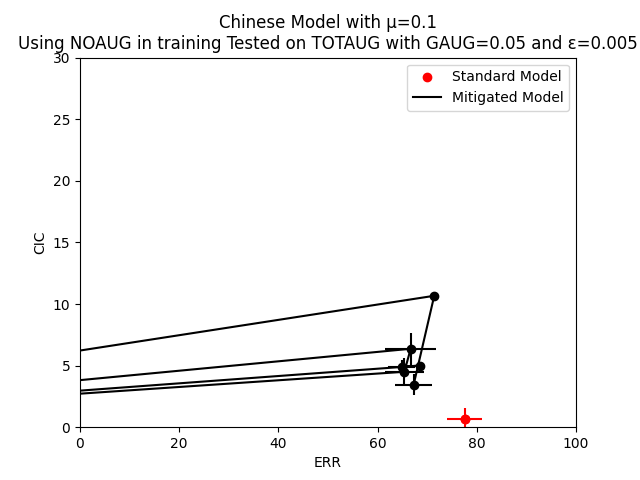 Chinese Model with μ=0.1
Using NOAUG in training Tested on TOTAUG with GAUG=0.05 and ε=0.005
Standard Model
Mitigated Model
30
25
20
15
10
5
0
CIC
0 20 40 60 80 100
ERR